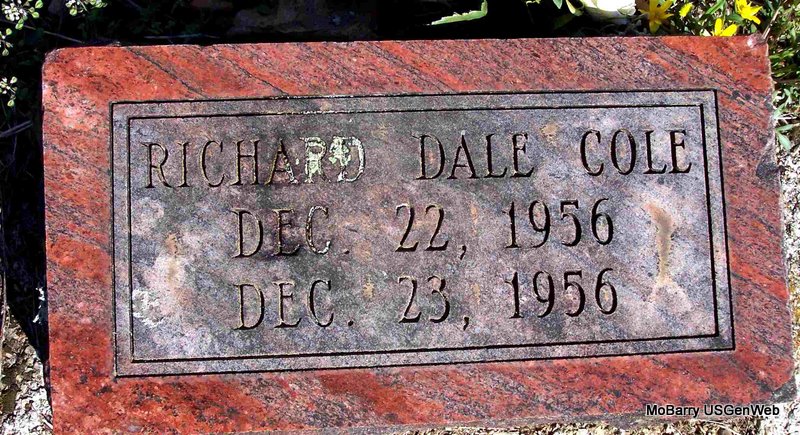 RICHARD DALE COLE
DEC. 22, 1956
DEC. 23, 1956
MoBarry USGenWeb